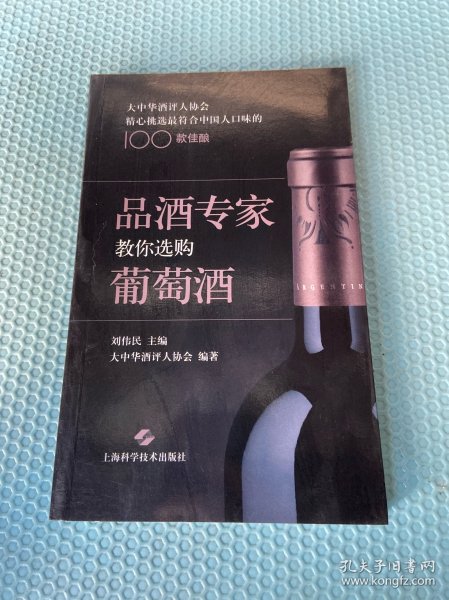 大中华酒评人协会
精心挑选最符合中国人口味的
100款佳酿
品酒专家
教你选购
葡萄酒
ARGENTIN
刘伟民 主编
大中华酒评人协会 编著
上海科学技术出版社
孔夫子旧书网
www.kongfz.com